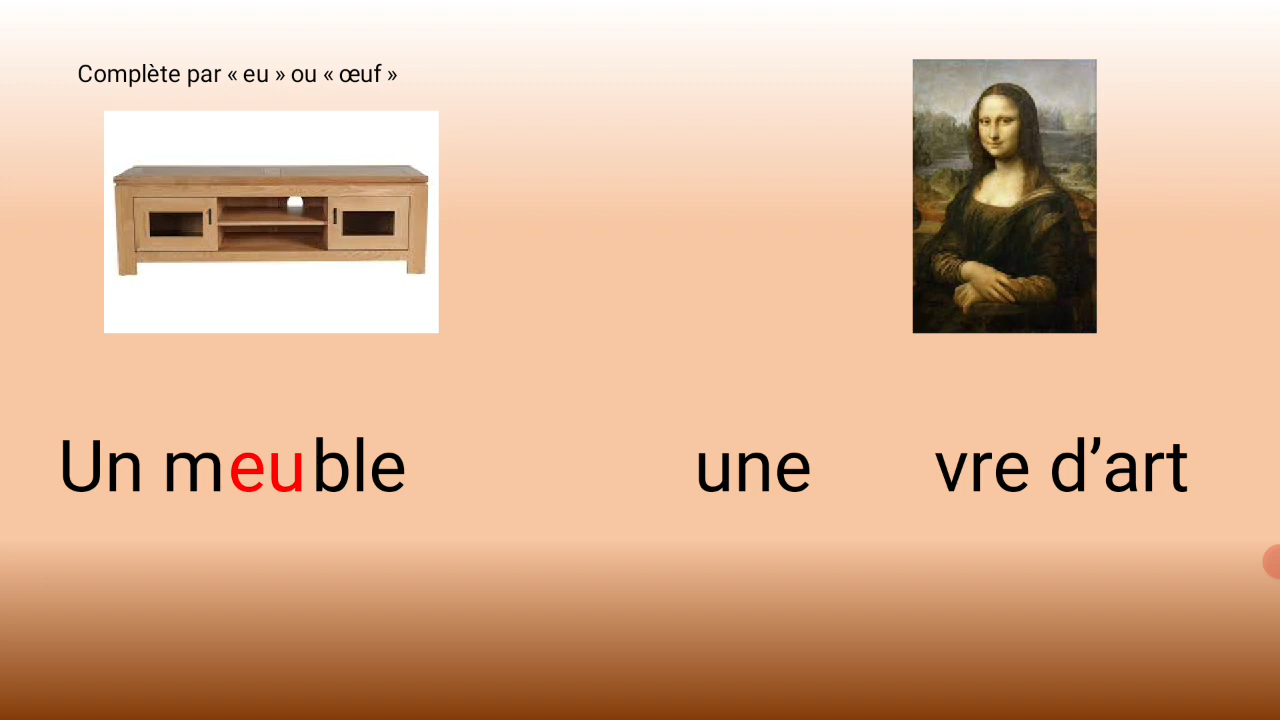 Complète par « eu » ou « œuf »
Un meuble une vre d’art